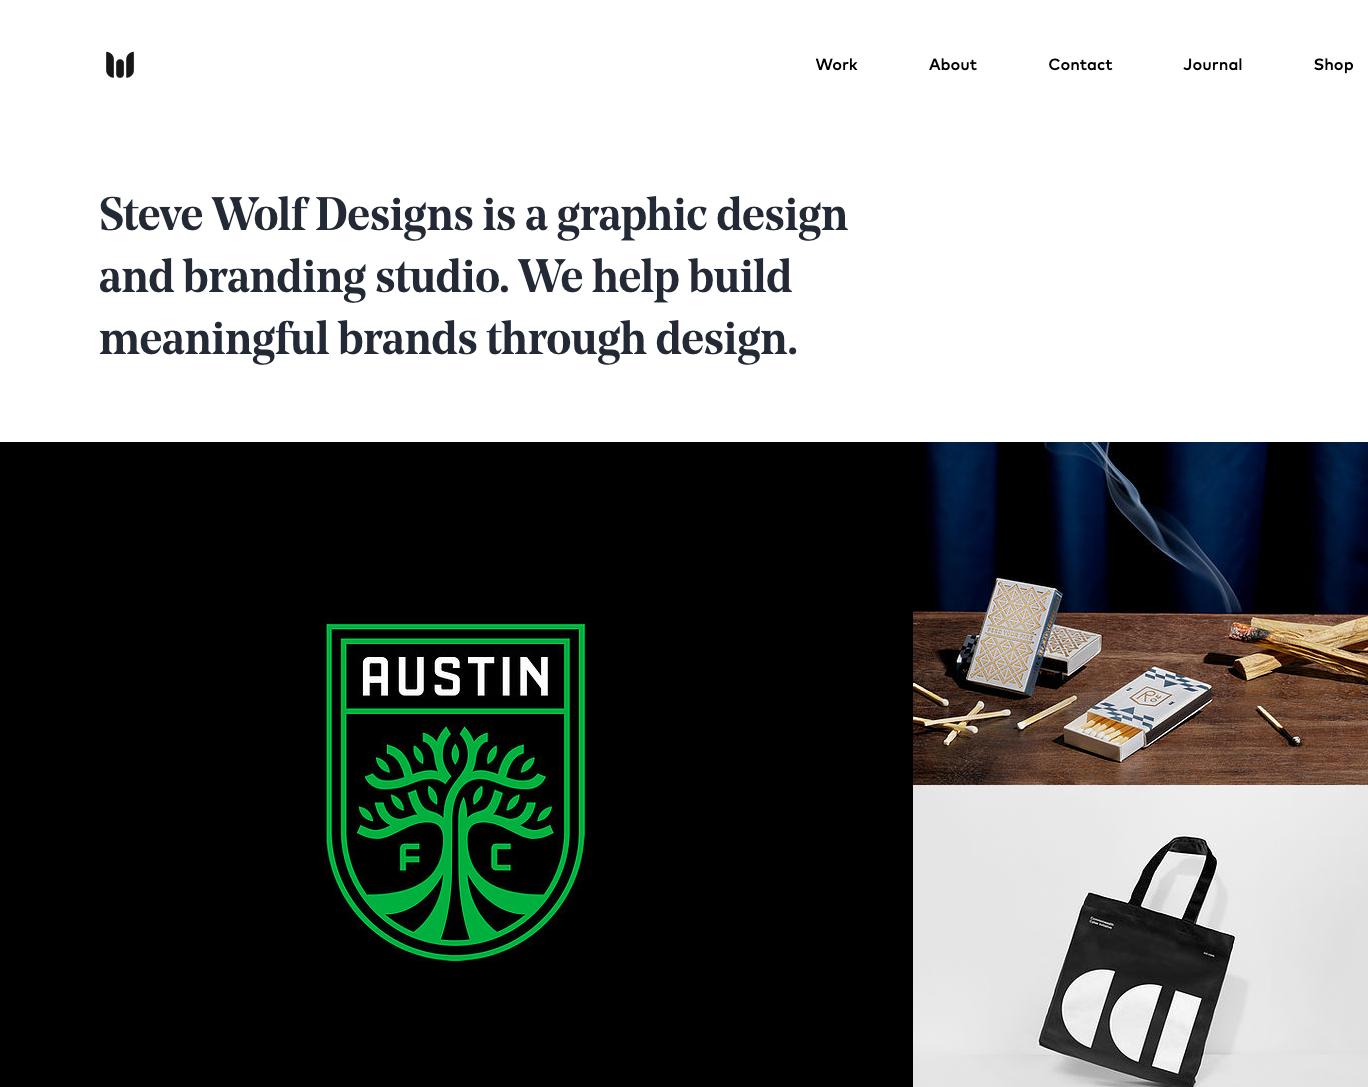 Work About Contact Journal Shop
Steve Wolf Designs is a graphic design
and branding studio. We help build
meaningful brands through design.
AUSTIN
F C
CCI